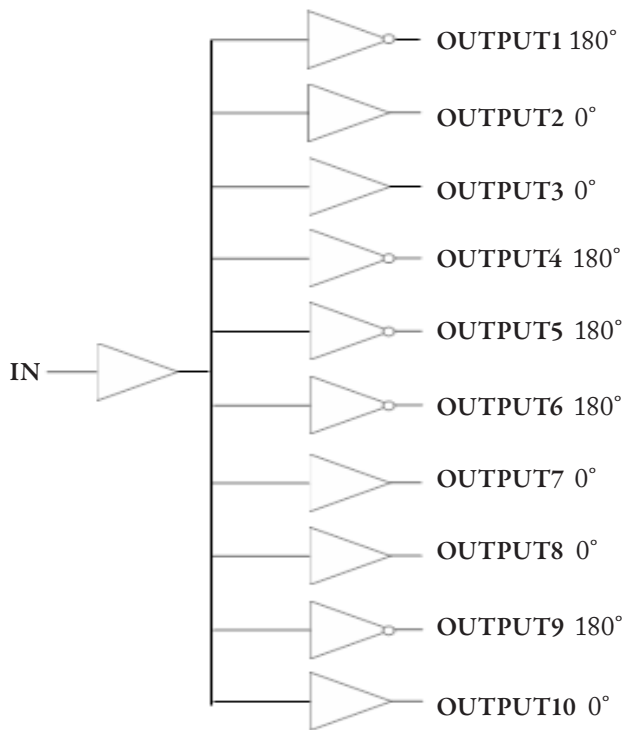 OUTPUT1 180°
OUTPUT2 0°
OUTPUT3 0°
OUTPUT4 180°
OUTPUT5 180°
IN
OUTPUT6 180°
OUTPUT7 0°
OUTPUT8 0°
OUTPUT9 180°
OUTPUT10 0°